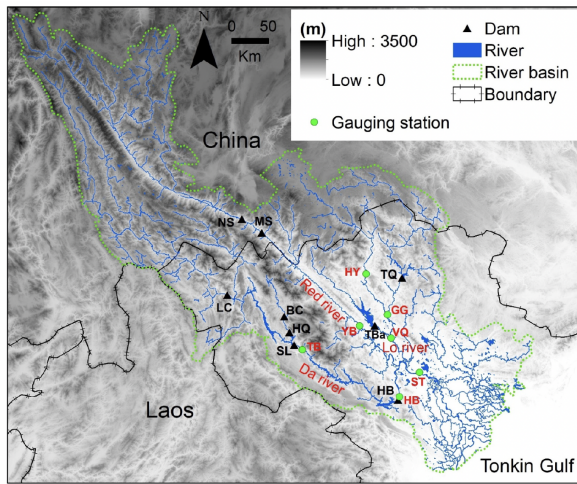 N
0 50
Km
(m)
High : 3500
Low : 0
Dam
River
River basin
Boundary
Gauging station
China
NS
MS
HY
TQ
LC
Red river
BC
GG
HQ
YB
TBa
VQ
Lo river
SL
TB
Da river
ST
HB
HB
Laos
Tonkin Gulf